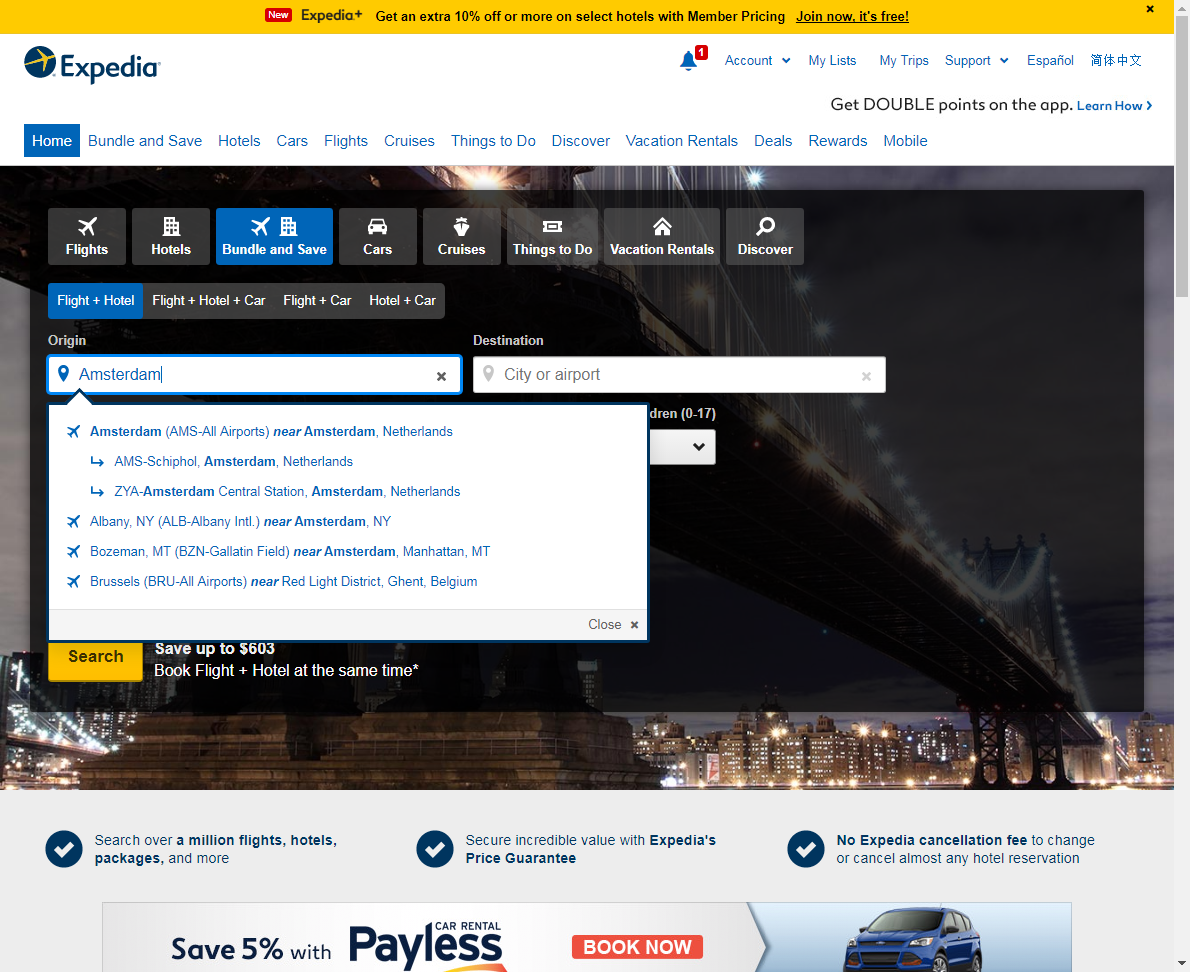 New Expedia+ Get an extra 10% off or more on select hotels with Member Pricing Join now, it's free!
Expedia
1
Account My Lists My Trips Support Español 简体中文
Get DOUBLE points on the app. Learn How
Home Bundle and Save Hotels Cars Flights Cruises Things to Do Discover Vacation Rentals Deals Rewards Mobile
Flights Hotels Bundle and Save Cars Cruises Things to Do Vacation Rentals Discover
Flight + Hotel Flight + Hotel + Car Flight + Car Hotel + Car
Origin Destination
Amsterdam City or airport
dren (0-17)
Amsterdam (AMS-All Airports) near Amsterdam, Netherlands
AMS-Schiphol, Amsterdam, Netherlands
ZYA-Amsterdam Central Station, Amsterdam, Netherlands
Albany, NY (ALB-Albany Intl.) near Amsterdam, NY
Bozeman, MT (BZN-Gallatin Field) near Amsterdam, Manhattan, MT
Brussels (BRU-All Airports) near Red Light District, Ghent, Belgium
Close
Search
Save up to $603
Book Flight + Hotel at the same time*
Search over a million flights, hotels,
packages, and more
Secure incredible value with Expedia's
Price Guarantee
No Expedia cancellation fee to change
or cancel almost any hotel reservation
Save 5% with
CAR RENTAL
Payless
BOOK NOW